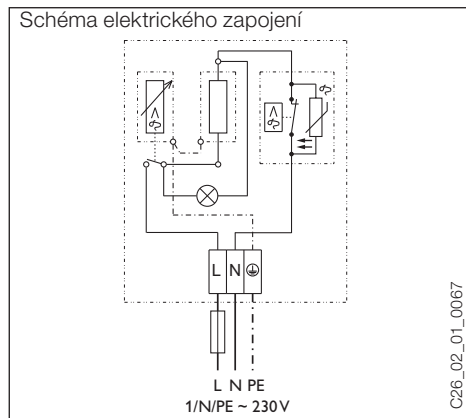 Schéma elektrického zapojení
L N
L N PE
1/N/PE ~ 230 V
C26_02_01_0067